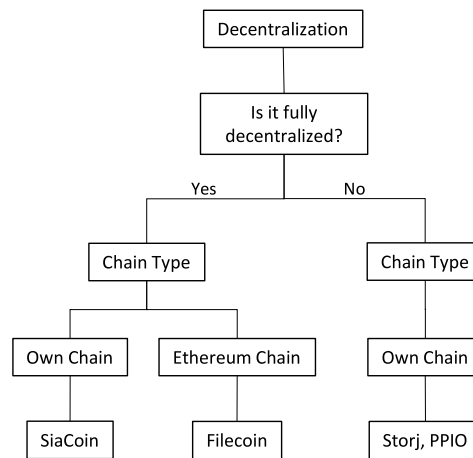 Decentralization
Is it fully
decentralized?
Yes
No
Chain Type
Chain Type
Own Chain
Ethereum Chain
Own Chain
SiaCoin
Filecoin
Storj, PPIO